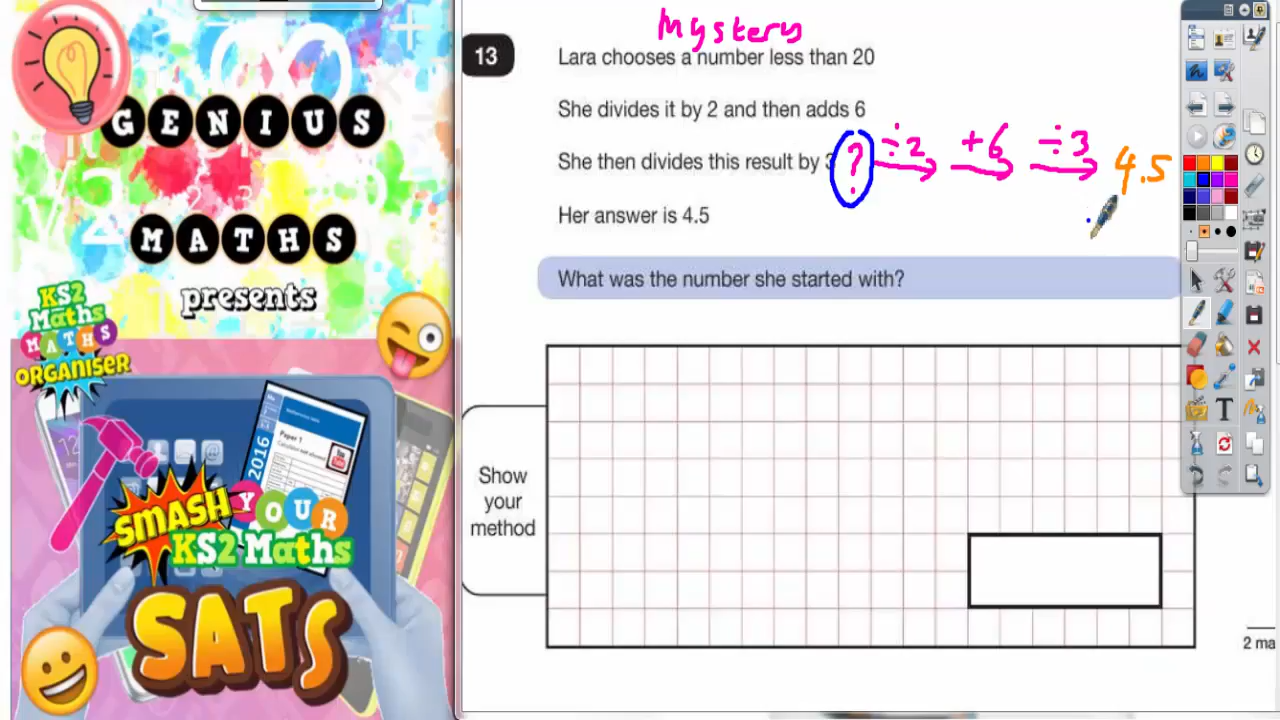 GENIUS
MATHS
presents
KS2
Maths
MATHS
ORGANISER
2016
Paper 1
SMASH YOUR
KS2 Maths
SATS
Mystery
13
Lara chooses a number less than 20
She divides it by 2 and then adds 6
She then divides this result by 3
? ÷2 +6 ÷3 4.5
Her answer is 4.5
What was the number she started with?
Show
your
method
2 ma